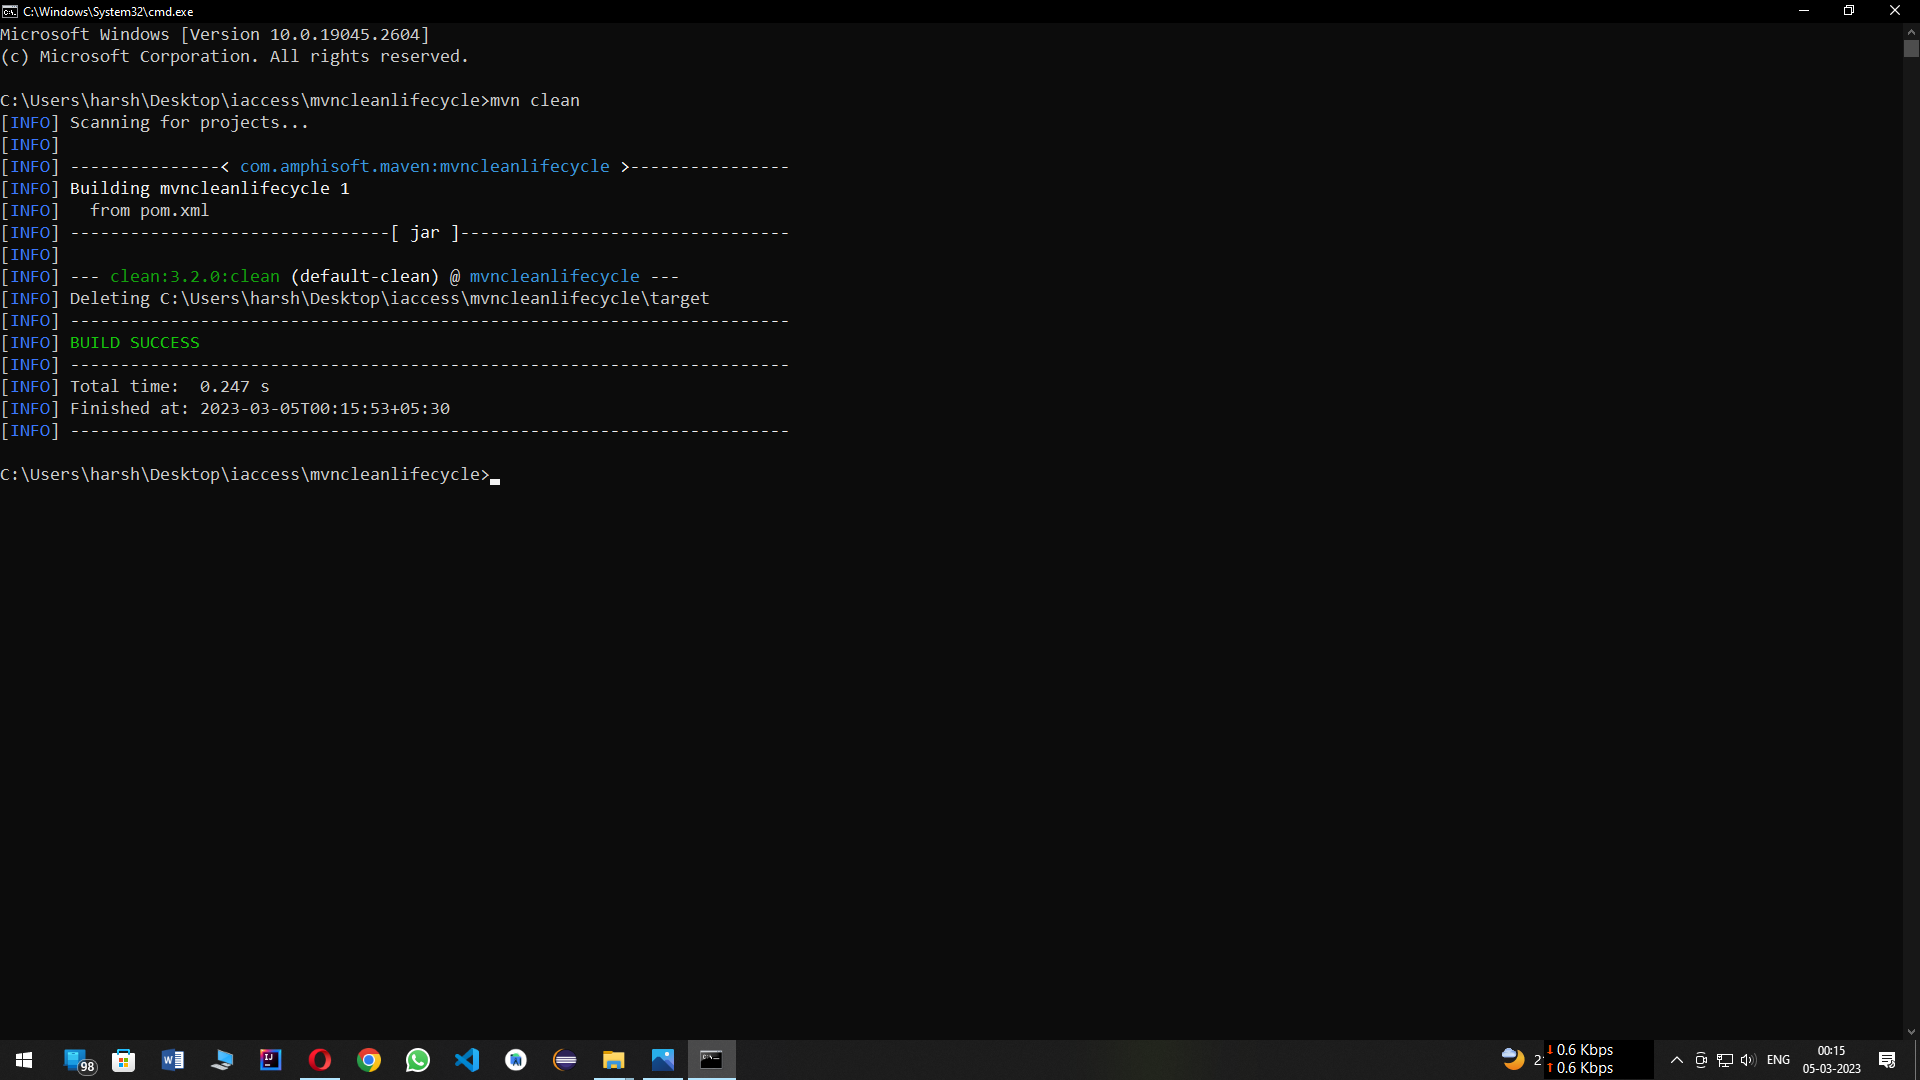 C:\Windows\System32\cmd.exe
Microsoft Windows [Version 10.0.19045.2604]
(c) Microsoft Corporation. All rights reserved.
C:\Users\harsh\Desktop\iaccess\mvncleanlifecycle>mvn clean
[INFO] Scanning for projects...
[INFO]
[INFO] ---------------< com.amphisoft.maven:mvncleanlifecycle >----------------
[INFO] Building mvncleanlifecycle 1
[INFO]   from pom.xml
[INFO] --------------------------------[ jar ]---------------------------------
[INFO]
[INFO] --- clean:3.2.0:clean (default-clean) @ mvncleanlifecycle ---
[INFO] Deleting C:\Users\harsh\Desktop\iaccess\mvncleanlifecycle\target
[INFO] ------------------------------------------------------------------------
[INFO] BUILD SUCCESS
[INFO] ------------------------------------------------------------------------
[INFO] Total time:  0.247 s
[INFO] Finished at: 2023-03-05T00:15:53+05:30
[INFO] ------------------------------------------------------------------------
C:\Users\harsh\Desktop\iaccess\mvncleanlifecycle>
98
0.6 Kbps
0.6 Kbps
ENG
00:15
05-03-2023